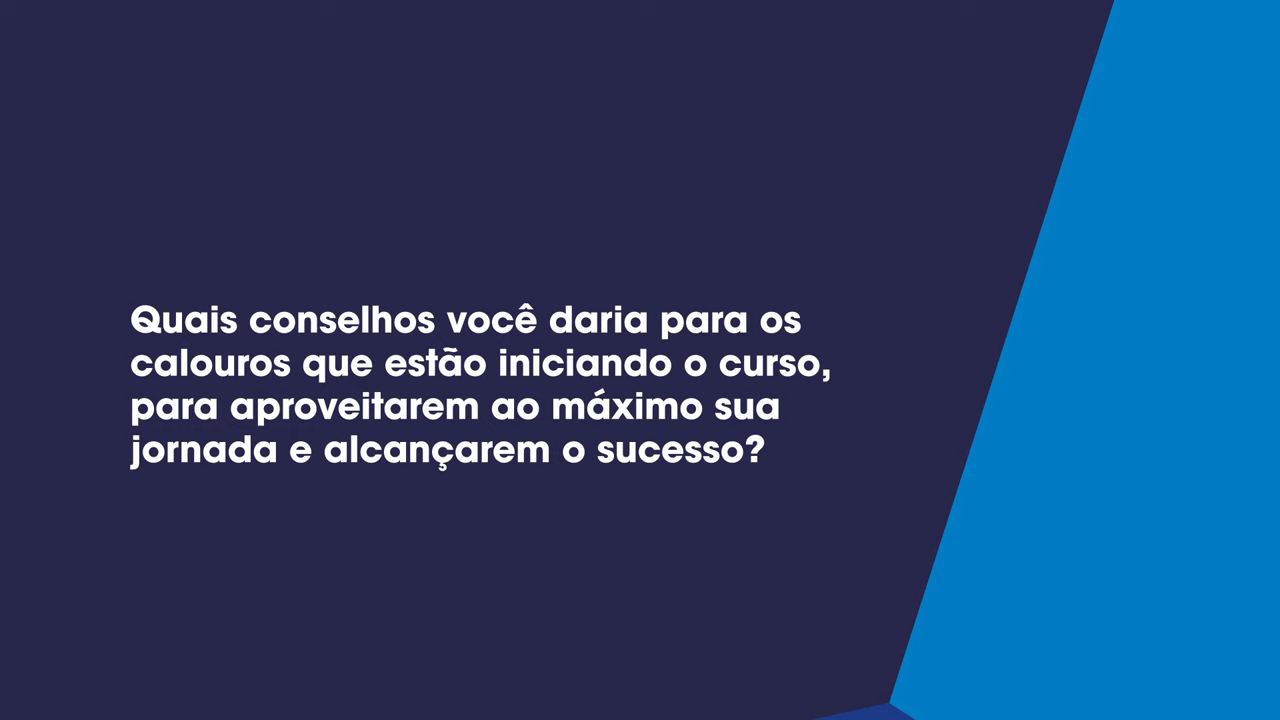 Quais conselhos você daria para os
calouros que estão iniciando o curso,
para aproveitarem ao máximo sua
jornada e alcançarem o sucesso?